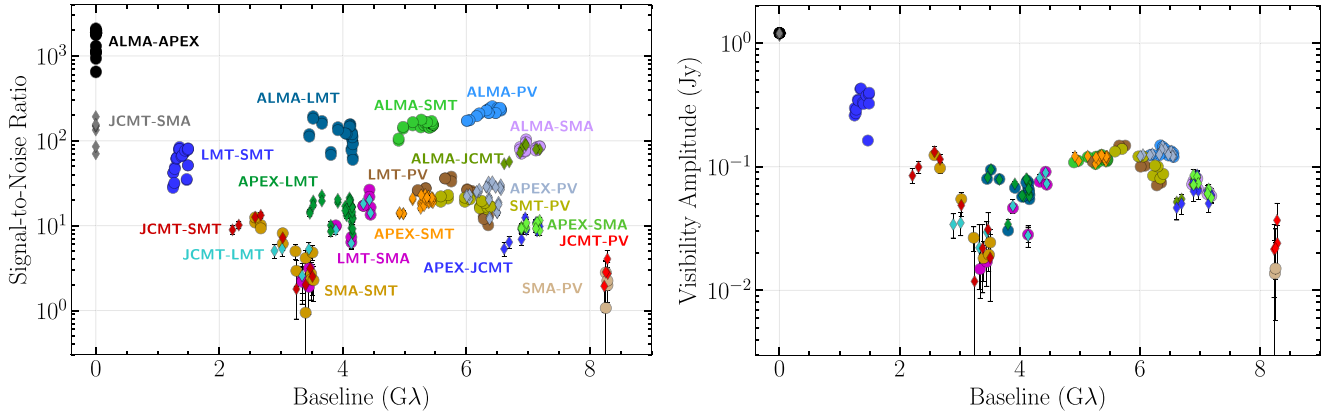 ALMA-APEX
JCMT-SMA
LMT-SMT
ALMA-LMT
ALMA-SMT
ALMA-PV
ALMA-SMA
ALMA-JCMT
APEX-LMT
LMT-PV
APEX-PV
SMT-PV
JCMT-SMT
APEX-SMT
APEX-SMA
JCMT-LMT
LMT-SMA
APEX-JCMT
JCMT-PV
SMA-SMT
SMA-PV
Signal-to-Noise Ratio
10³
10²
10¹
10⁰
0 2 4 6 8
Baseline (Gλ)
Visibility Amplitude (Jy)
10⁰
10⁻¹
10⁻²
0 2 4 6 8
Baseline (Gλ)